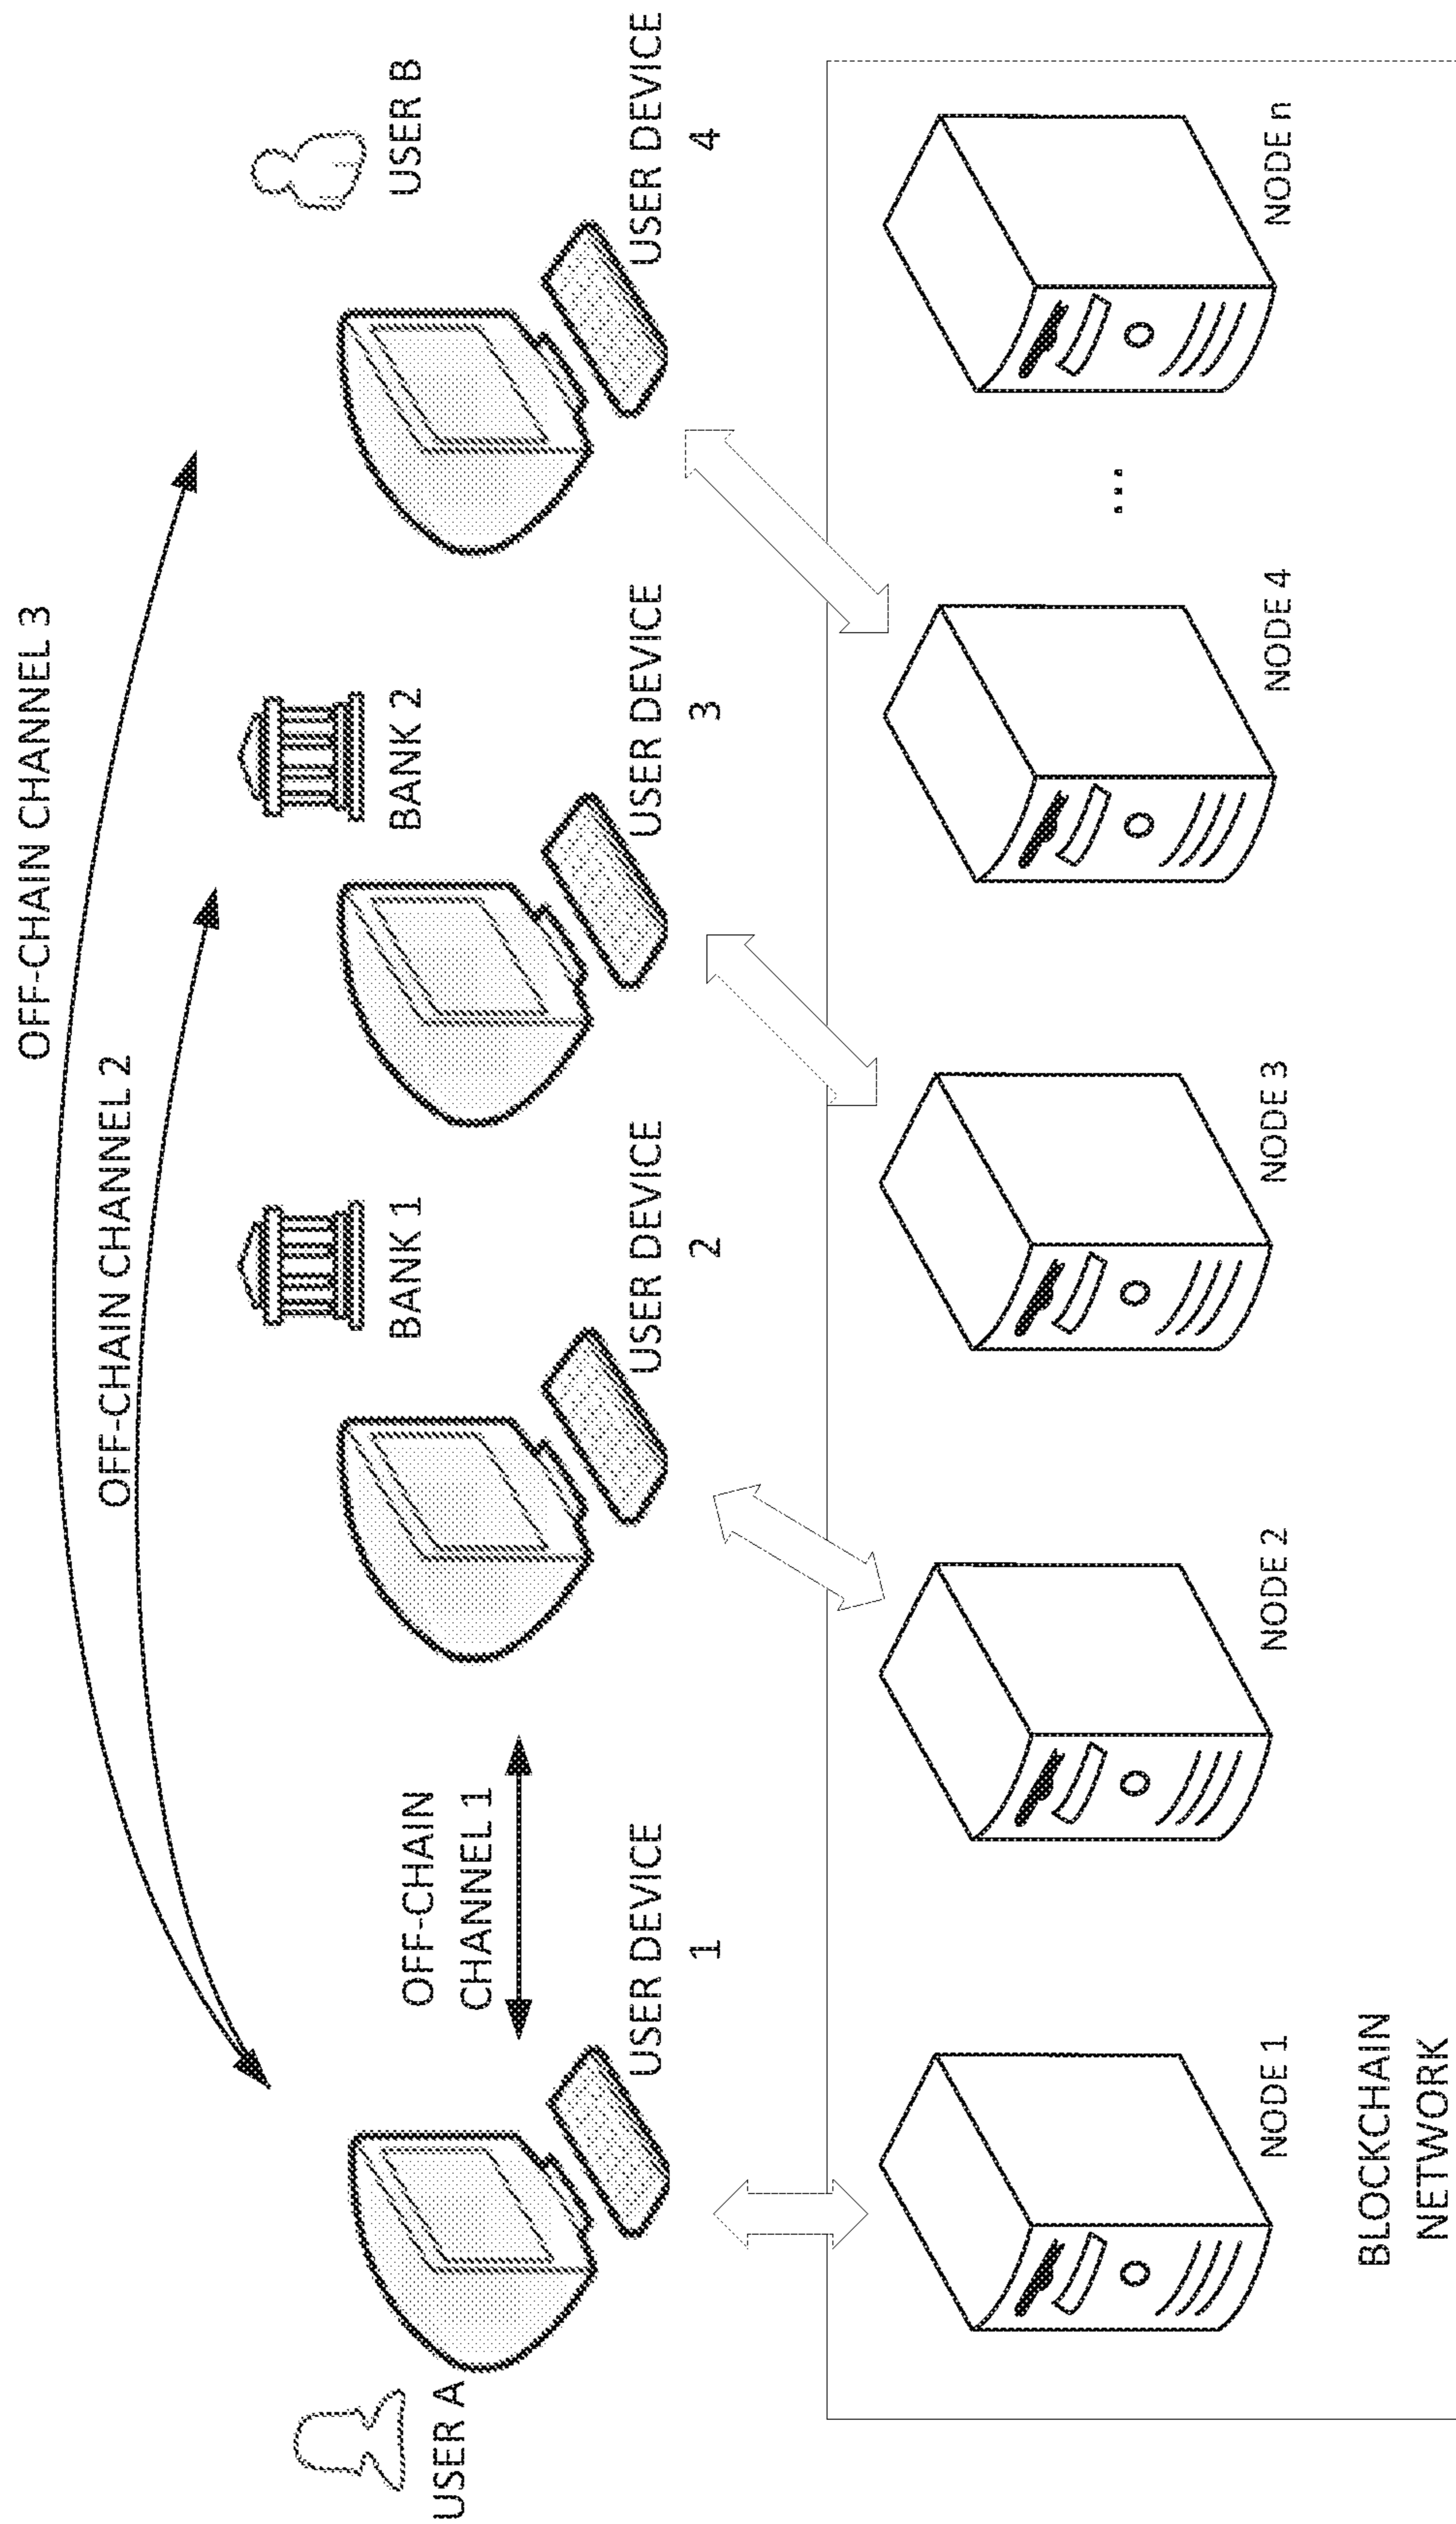 OFF-CHAIN CHANNEL 3
OFF-CHAIN CHANNEL 2
USER A
OFF-CHAIN
CHANNEL 1
BANK 1
BANK 2
USER B
USER DEVICE
1
USER DEVICE
2
USER DEVICE
3
USER DEVICE
4
NODE 1
NODE 2
NODE 3
NODE 4
...
NODE n
BLOCKCHAIN
NETWORK